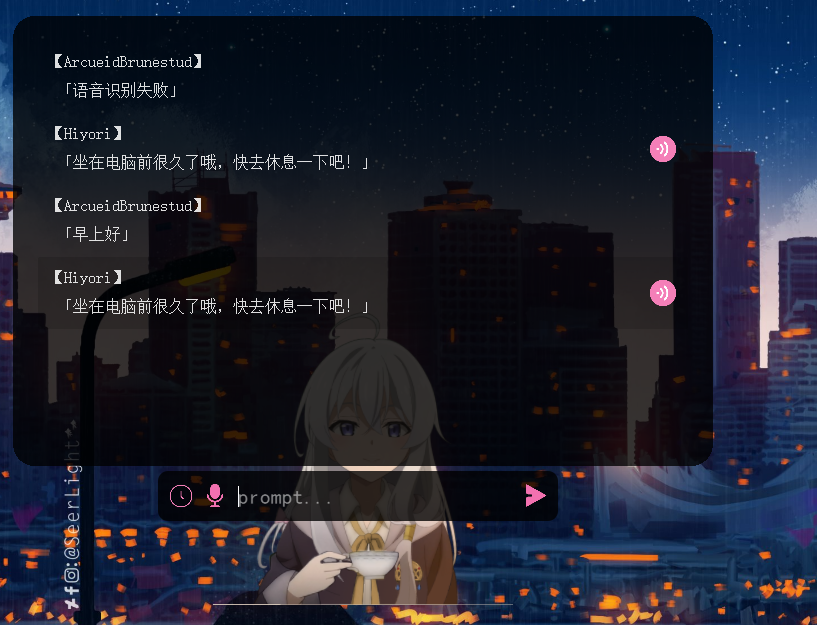 【ArcueidBrunestud】
「语音识别失败」
【Hiyori】
「坐在电脑前很久了哦，快去休息一下吧！」
【ArcueidBrunestud】
「早上好」
【Hiyori】
「坐在电脑前很久了哦，快去休息一下吧！」
prompt...
@SeerLight